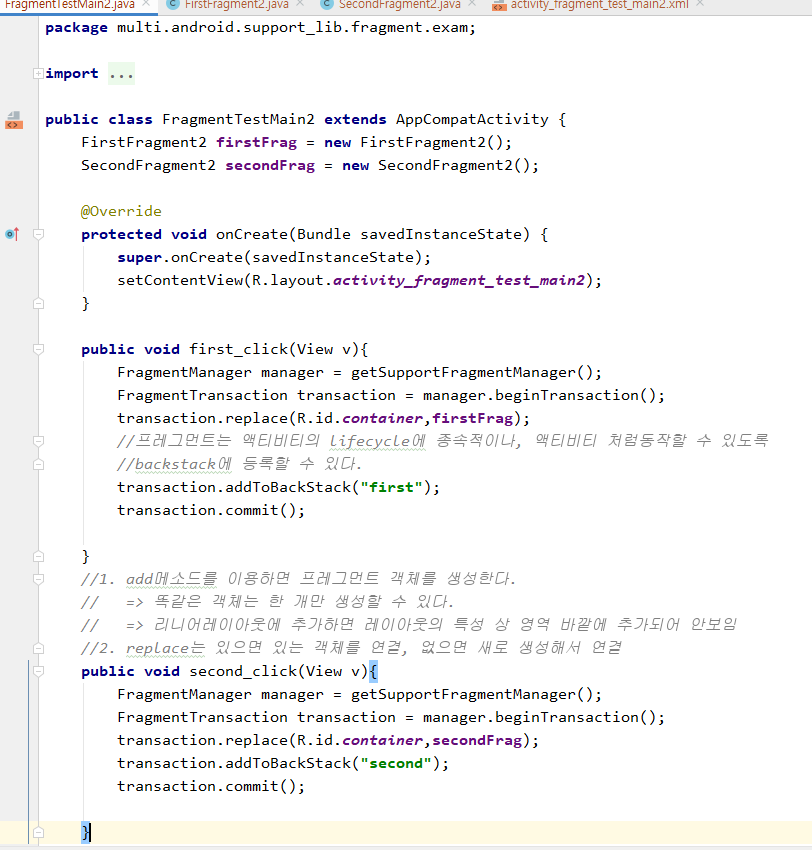 FragmentTestMain2.java × FirstFragment2.java × SecondFragment2.java × activity_fragment_test_main2.xml ×
package multi.android.support_lib.fragment.exam;
import ...
public class FragmentTestMain2 extends AppCompatActivity {
FirstFragment2 firstFrag = new FirstFragment2();
SecondFragment2 secondFrag = new SecondFragment2();
@Override
protected void onCreate(Bundle savedInstanceState) {
super.onCreate(savedInstanceState);
setContentView(R.layout.activity_fragment_test_main2);
}
public void first_click(View v){
FragmentManager manager = getSupportFragmentManager();
FragmentTransaction transaction = manager.beginTransaction();
transaction.replace(R.id.container,firstFrag);
//프레그먼트는 액티비티의 lifecycle에 종속적이나, 액티비티 처럼동작할 수 있도록
//backstack에 등록할 수 있다.
transaction.addToBackStack("first");
transaction.commit();
}
//1. add메소드를 이용하면 프레그먼트 객체를 생성한다.
// => 똑같은 객체는 한 개만 생성할 수 있다.
// => 리니어레이아웃에 추가하면 레이아웃의 특성 상 영역 바깥에 추가되어 안보임
//2. replace는 있으면 있는 객체를 연결, 없으면 새로 생성해서 연결
public void second_click(View v){
FragmentManager manager = getSupportFragmentManager();
FragmentTransaction transaction = manager.beginTransaction();
transaction.replace(R.id.container,secondFrag);
transaction.addToBackStack("second");
transaction.commit();
}